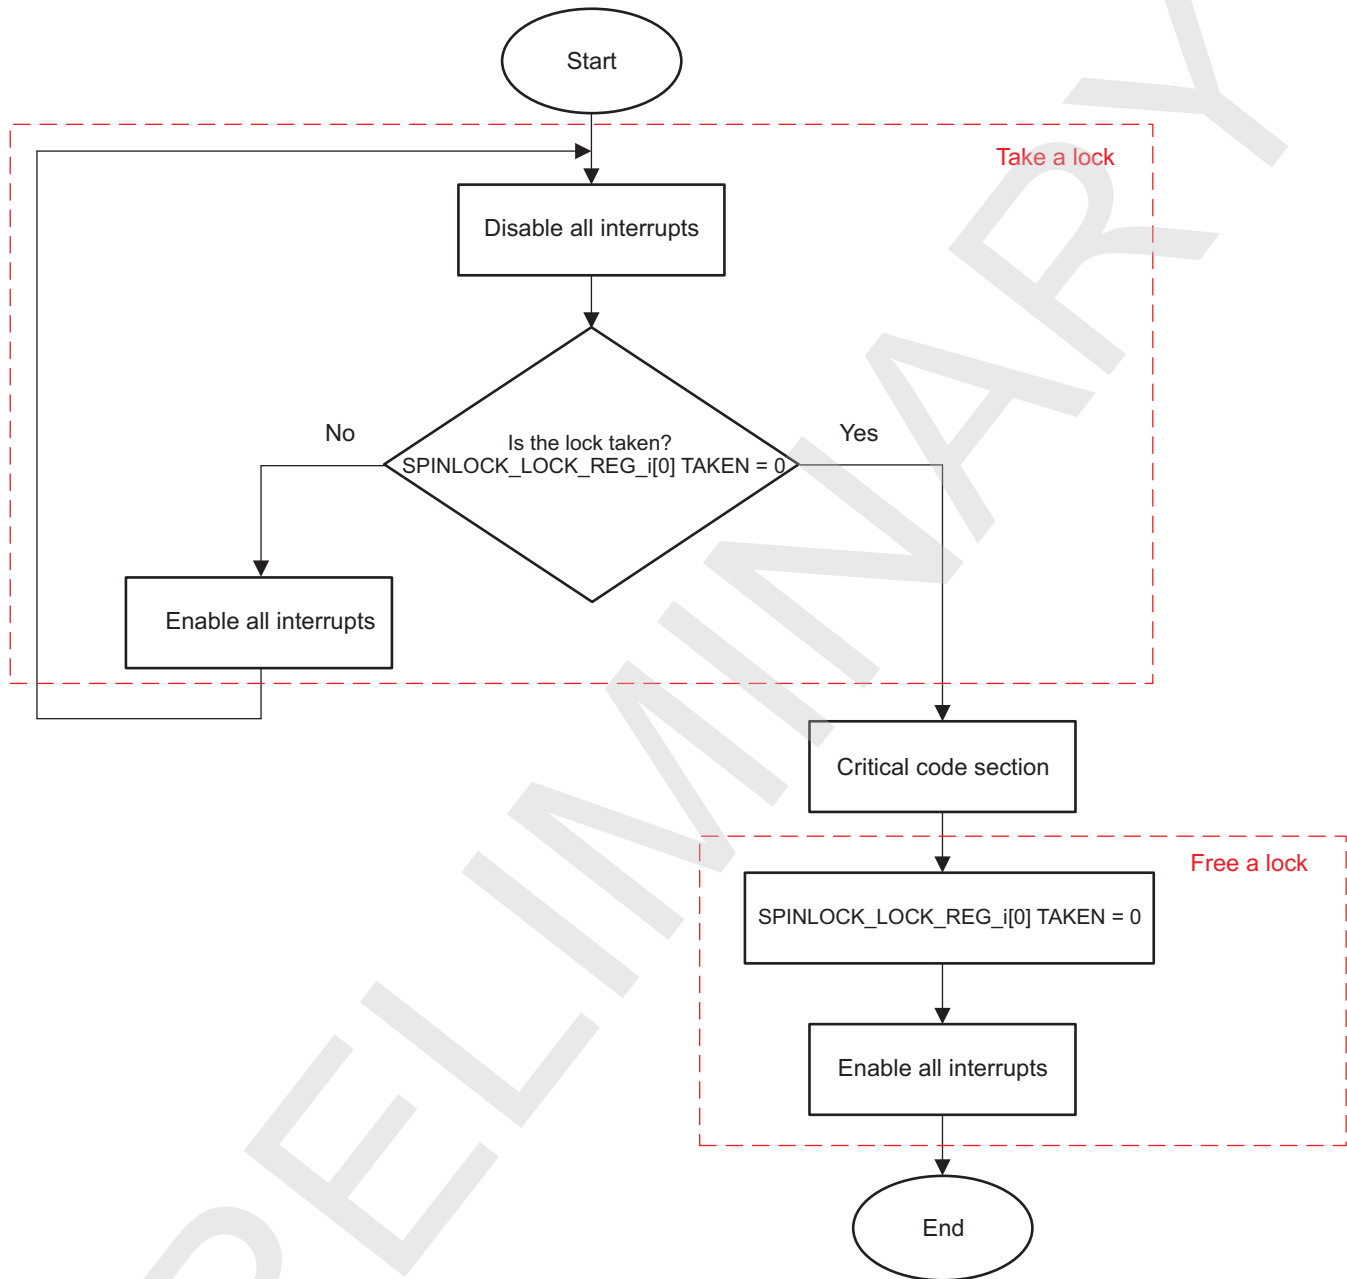 Start
Take a lock
Disable all interrupts
No
Yes
Is the lock taken?
SPINLOCK_LOCK_REG_i[0] TAKEN = 0
Enable all interrupts
Critical code section
Free a lock
SPINLOCK_LOCK_REG_i[0] TAKEN = 0
Enable all interrupts
End
RELIMINARY